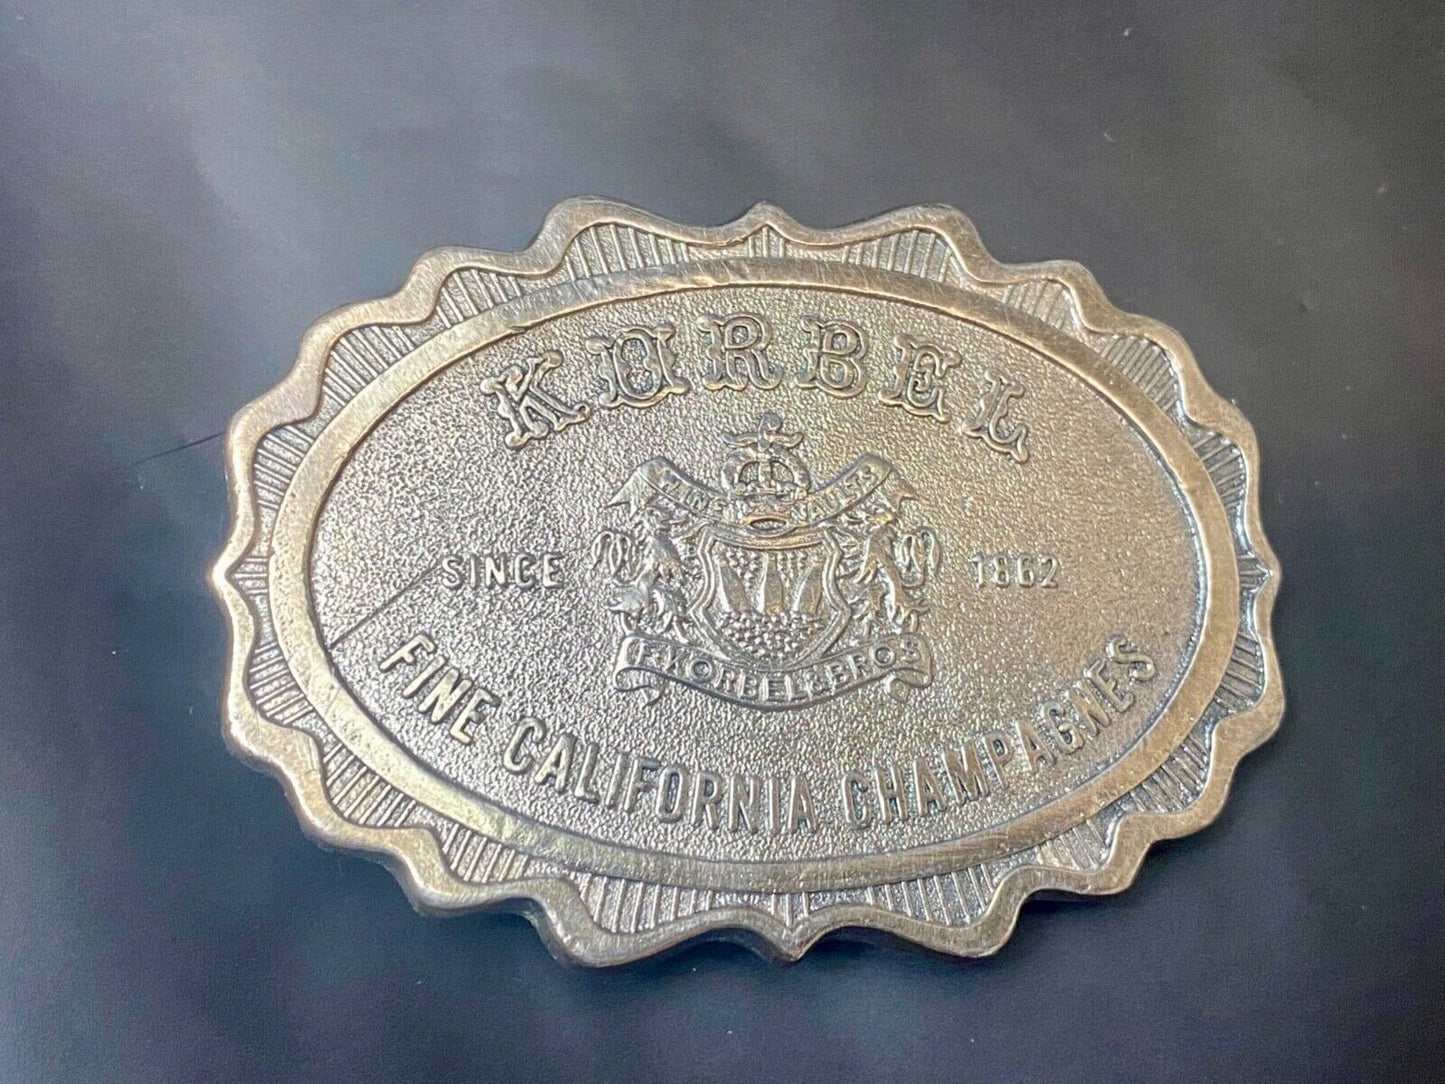 KORBEL
SINCE 1862
F. KORBEL & BROS
FINE CALIFORNIA CHAMPAGNES